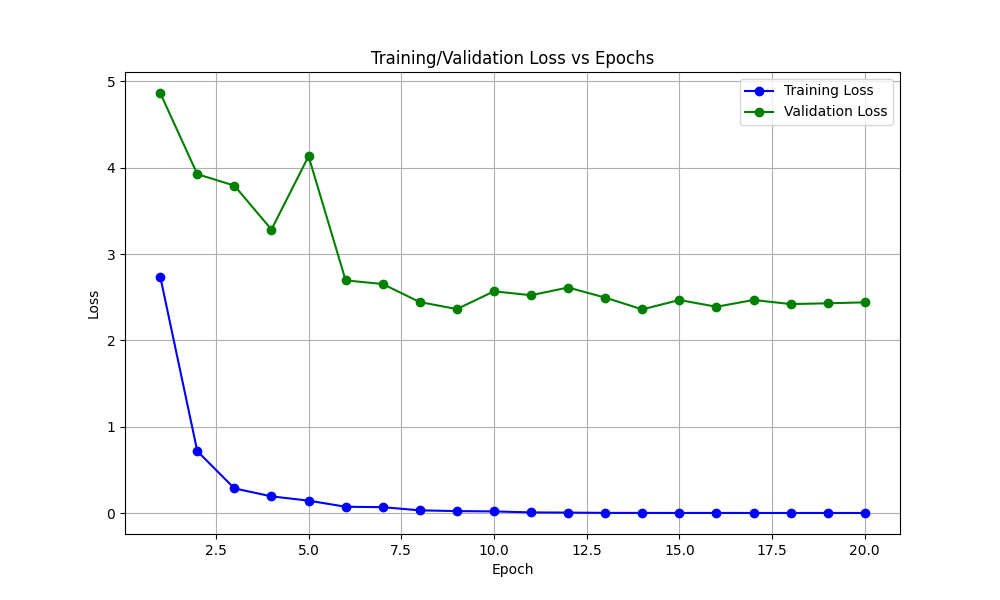 Training/Validation Loss vs Epochs
Training Loss
Validation Loss
5
4
3
2
1
0
Loss
2.5 5.0 7.5 10.0 12.5 15.0 17.5 20.0
Epoch